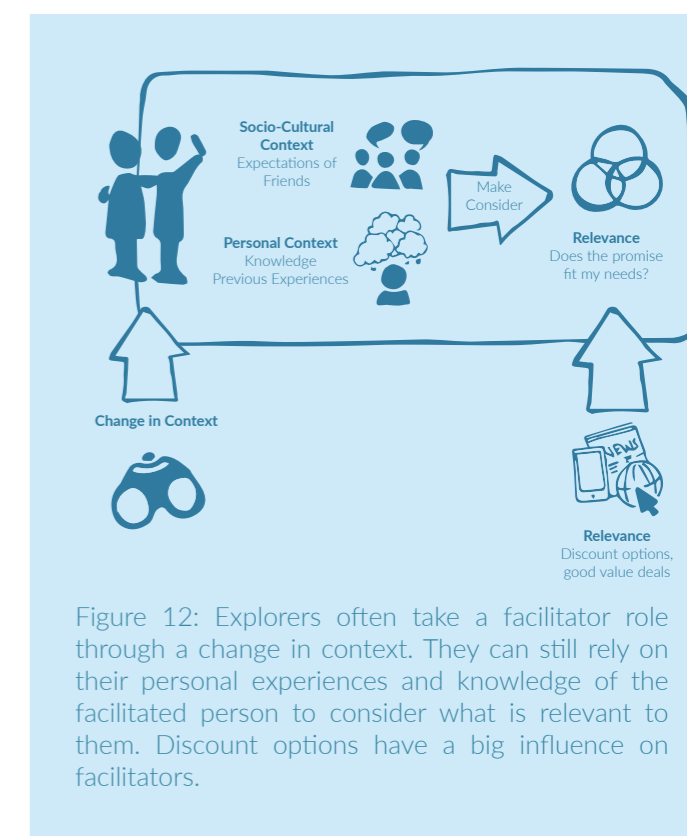 Socio-Cultural
Context
Expectations of
Friends
Personal Context
Knowledge
Previous Experiences
Make
Consider
Relevance
Does the promise
fit my needs?
Change in Context
NEWS
Relevance
Discount options,
good value deals
Figure 12: Explorers often take a facilitator role
through a change in context. They can still rely on
their personal experiences and knowledge of the
facilitated person to consider what is relevant to
them. Discount options have a big influence on
facilitators.